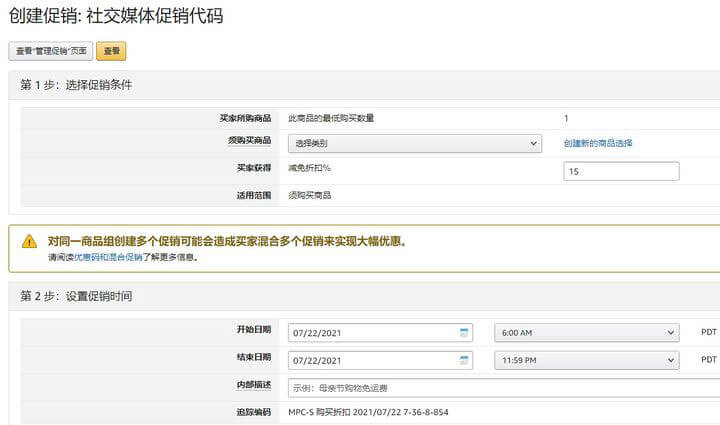 创建促销: 社交媒体促销代码
查看"管理促销"页面 查看
第 1 步：选择促销条件
买家所购商品 此商品的最低购买数量 1
须购买商品 选择类别 创建新的商品选择
买家获得 减免折扣% 15
适用范围 须购买商品
对同一商品组创建多个促销可能会造成买家混合多个促销来实现大幅优惠。
请阅读优惠码和混合促销了解更多信息。
第 2 步：设置促销时间
开始日期 07/22/2021 6:00 AM PDT
结束日期 07/22/2021 11:59 PM PDT
内部描述 示例：母亲节购物免运费
追踪编码 MPC-S 购买折扣 2021/07/22 7-36-8-854